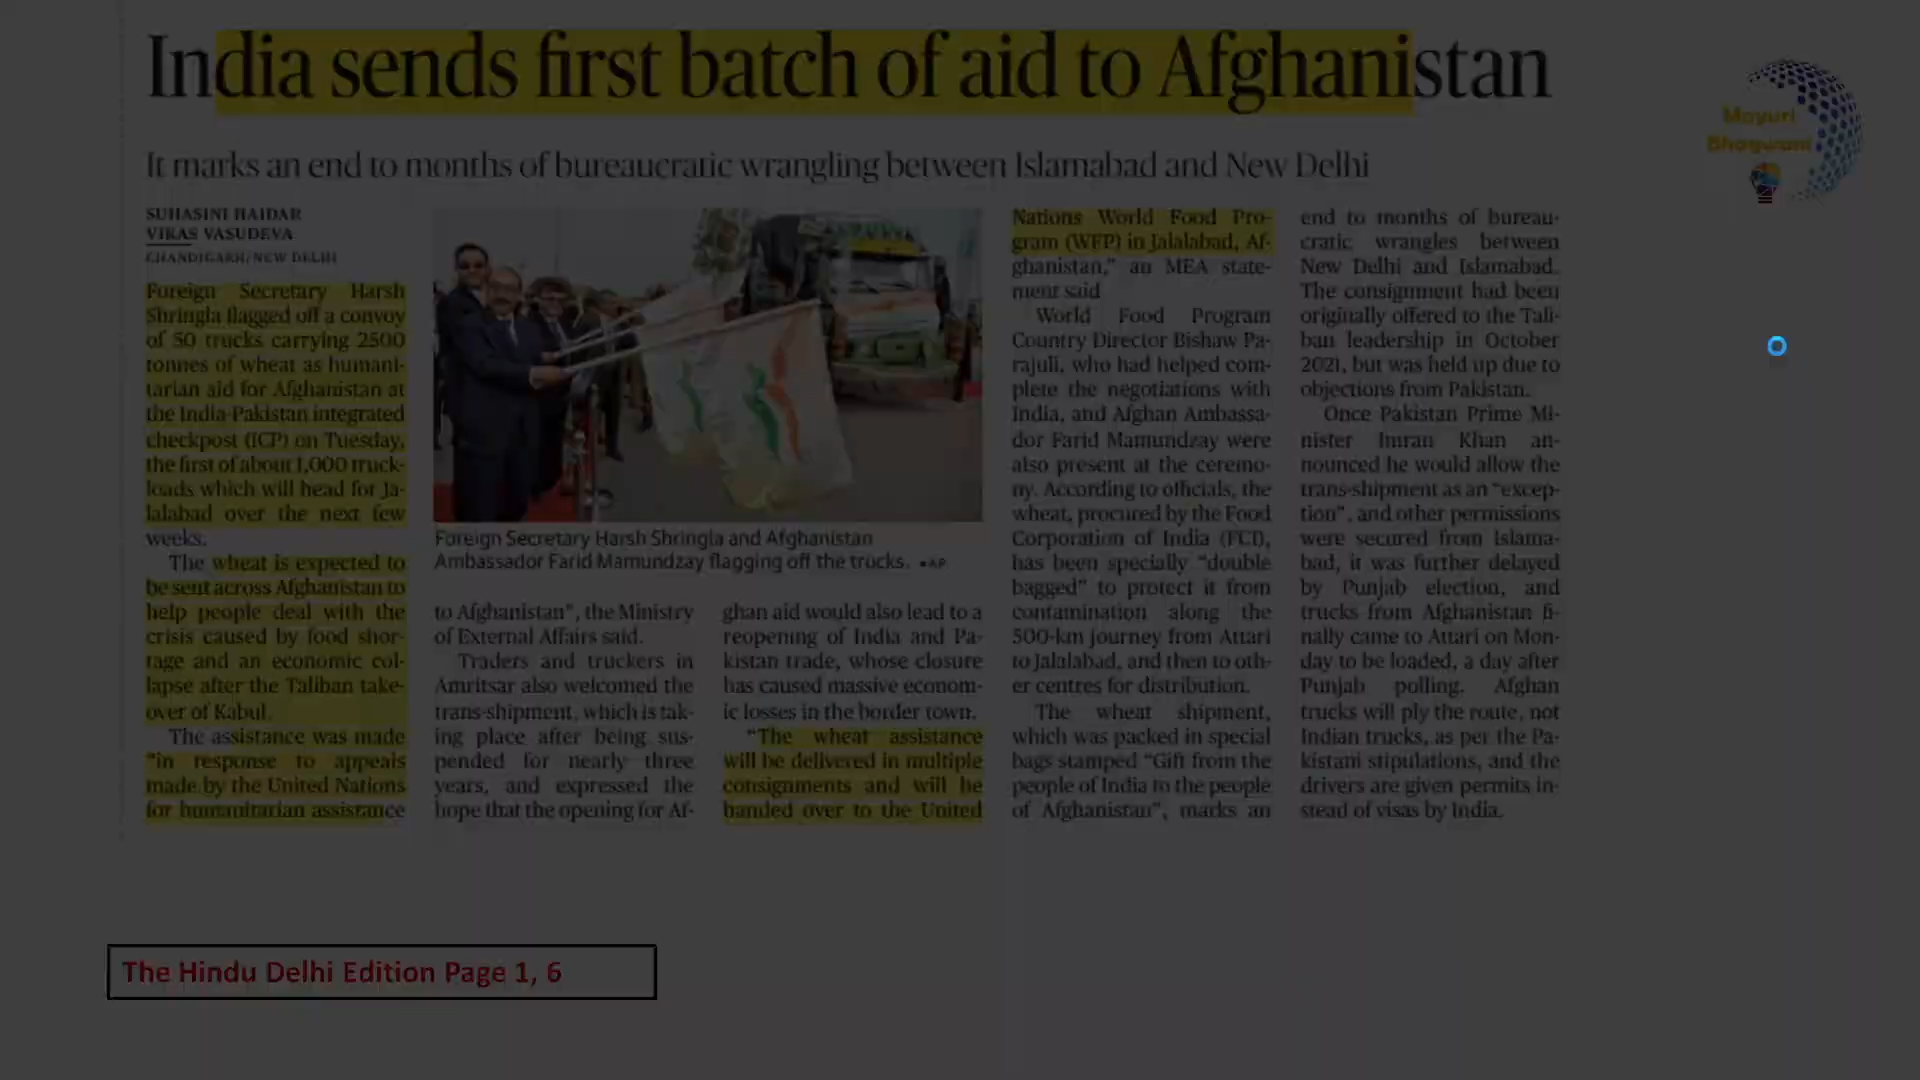 India sends first batch of aid to Afghanistan
It marks an end to months of bureaucratic wrangling between Islamabad and New Delhi
Mayuri
Bhagwani
SUHASINI HAIDAR
VIKAS VASUDEVA
CHANDIGARH/NEW DELHI
Foreign Secretary Harsh
Shringla flagged off a convoy
of 50 trucks carrying 2500
tonnes of wheat as humani-
tarian aid for Afghanistan at
the India-Pakistan integrated
checkpost (ICP) on Tuesday,
the first of about 1,000 truck-
loads which will head for Ja-
lalabad over the next few
weeks.
The wheat is expected to
be sent across Afghanistan to
help people deal with the
crisis caused by food shor-
tage and an economic col-
lapse after the Taliban take-
over of Kabul.
The assistance was made
“in response to appeals
made by the United Nations
for humanitarian assistance
Foreign Secretary Harsh Shringla and Afghanistan
Ambassador Farid Mamundzay flagging off the trucks. •AP
to Afghanistan”, the Ministry
of External Affairs said.
Traders and truckers in
Amritsar also welcomed the
trans-shipment, which is tak-
ing place after being sus-
pended for nearly three
years, and expressed the
hope that the opening for Af-
ghan aid would also lead to a
reopening of India and Pa-
kistan trade, whose closure
has caused massive econom-
ic losses in the border town.
“The wheat assistance
will be delivered in multiple
consignments and will be
handed over to the United
Nations World Food Pro-
gram (WFP) in Jalalabad, Af-
ghanistan,” an MEA state-
ment said
World Food Program
Country Director Bishaw Pa-
rajuli, who had helped com-
plete the negotiations with
India, and Afghan Ambassa-
dor Farid Mamundzay were
also present at the ceremo-
ny. According to officials, the
wheat, procured by the Food
Corporation of India (FCI),
has been specially “double
bagged” to protect it from
contamination along the
500-km journey from Attari
to Jalalabad, and then to oth-
er centres for distribution.
The wheat shipment,
which was packed in special
bags stamped “Gift from the
people of India to the people
of Afghanistan”, marks an
end to months of bureau-
cratic wrangles between
New Delhi and Islamabad.
The consignment had been
originally offered to the Tali-
ban leadership in October
2021, but was held up due to
objections from Pakistan.
Once Pakistan Prime Mi-
nister Imran Khan an-
nounced he would allow the
trans-shipment as an “excep-
tion”, and other permissions
were secured from Islama-
bad, it was further delayed
by Punjab election, and
trucks from Afghanistan fi-
nally came to Attari on Mon-
day to be loaded, a day after
Punjab polling. Afghan
trucks will ply the route, not
Indian trucks, as per the Pa-
kistani stipulations, and the
drivers are given permits in-
stead of visas by India.
The Hindu Delhi Edition Page 1, 6